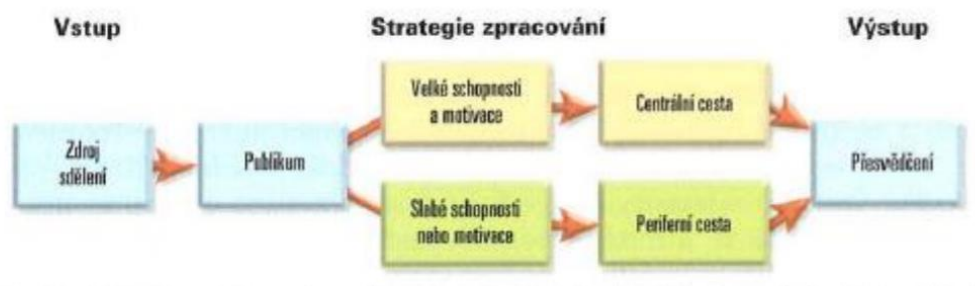 Vstup
Strategie zpracování
Výstup
Zdroj
sdělení
Publikum
Velké schopnosti
a motivace
Centrální cesta
Slabé schopnosti
nebo motivace
Periferní cesta
Přesvědčení